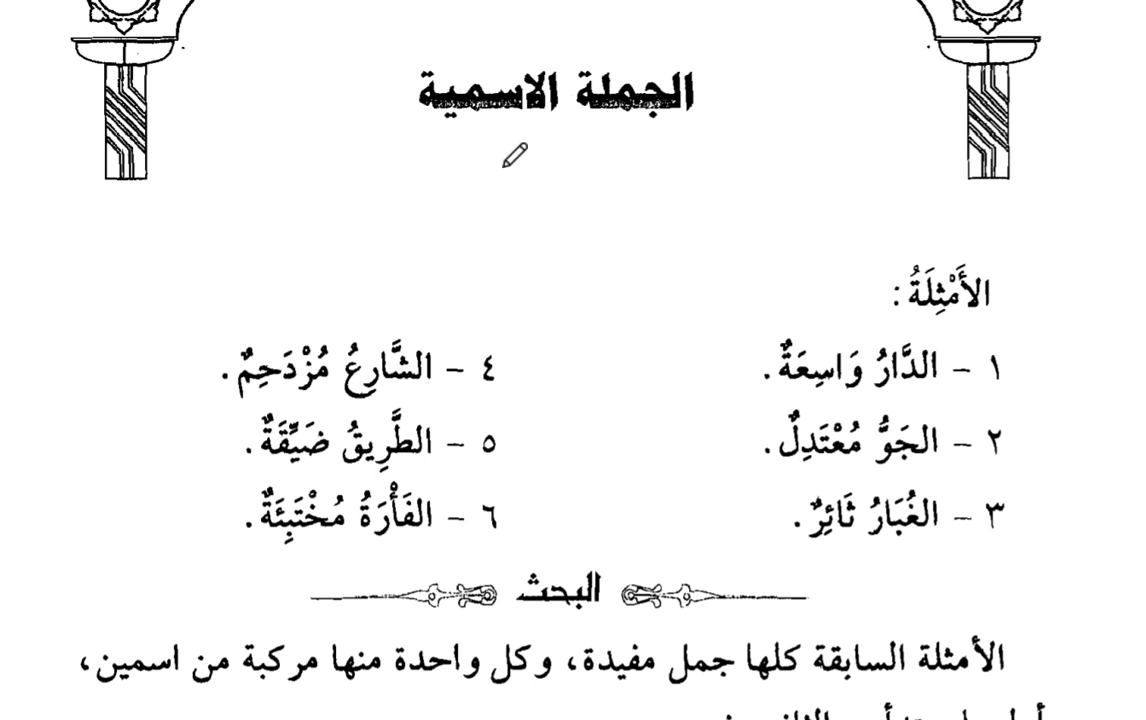 الجملة الاسمية
الأَمْثِلَةُ:
١ - الدَّارُ وَاسِعَةٌ.
٢ - الجَوُّ مُعْتَدِلٌ.
٣ - الغُبَارُ ثَائِرٌ.
٤ - الشَّارِعُ مُزْدَحِمٌ.
٥ - الطَّرِيقُ ضَيِّقَةٌ.
٦ - الفَأْرَةُ مُخْتَبِئَةٌ.
البحث
الأمثلة السابقة كلها جمل مفيدة، وكل واحدة منها مركبة من اسمين،